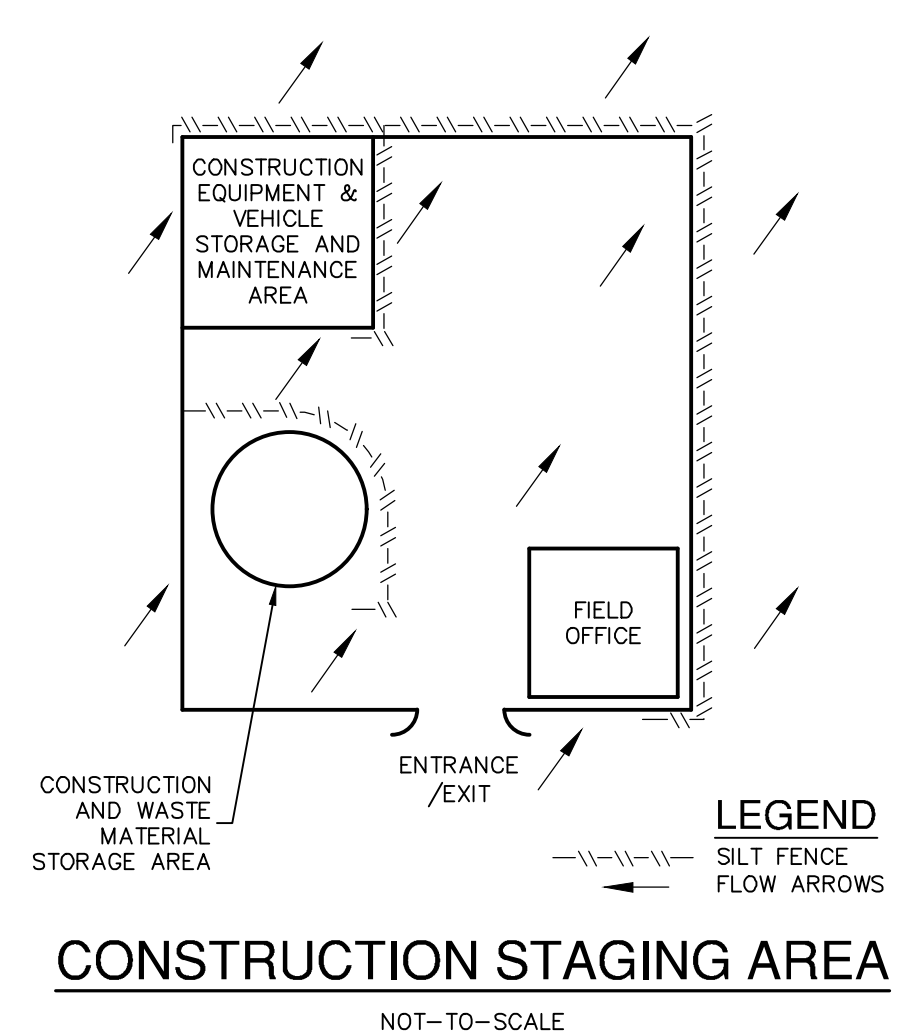 CONSTRUCTION
EQUIPMENT &
VEHICLE
STORAGE AND
MAINTENANCE
AREA
FIELD
OFFICE
ENTRANCE
/EXIT
CONSTRUCTION
AND WASTE
MATERIAL
STORAGE AREA
LEGEND
SILT FENCE
FLOW ARROWS
CONSTRUCTION STAGING AREA
NOT-TO-SCALE